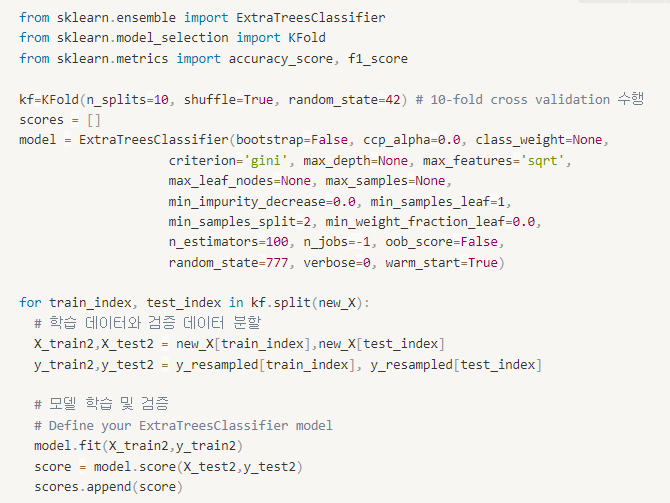 from sklearn.ensemble import ExtraTreesClassifier
from sklearn.model_selection import KFold
from sklearn.metrics import accuracy_score, f1_score

kf=KFold(n_splits=10, shuffle=True, random_state=42) # 10-fold cross validation 수행
scores = []
model = ExtraTreesClassifier(bootstrap=False, ccp_alpha=0.0, class_weight=None,
                     criterion='gini', max_depth=None, max_features='sqrt',
                     max_leaf_nodes=None, max_samples=None,
                     min_impurity_decrease=0.0, min_samples_leaf=1,
                     min_samples_split=2, min_weight_fraction_leaf=0.0,
                     n_estimators=100, n_jobs=-1, oob_score=False,
                     random_state=777, verbose=0, warm_start=True)

for train_index, test_index in kf.split(new_X):
  # 학습 데이터와 검증 데이터 분할
  X_train2,X_test2 = new_X[train_index],new_X[test_index]
  y_train2,y_test2 = y_resampled[train_index], y_resampled[test_index]

  # 모델 학습 및 검증
  # Define your ExtraTreesClassifier model
  model.fit(X_train2,y_train2)
  score = model.score(X_test2,y_test2)
  scores.append(score)